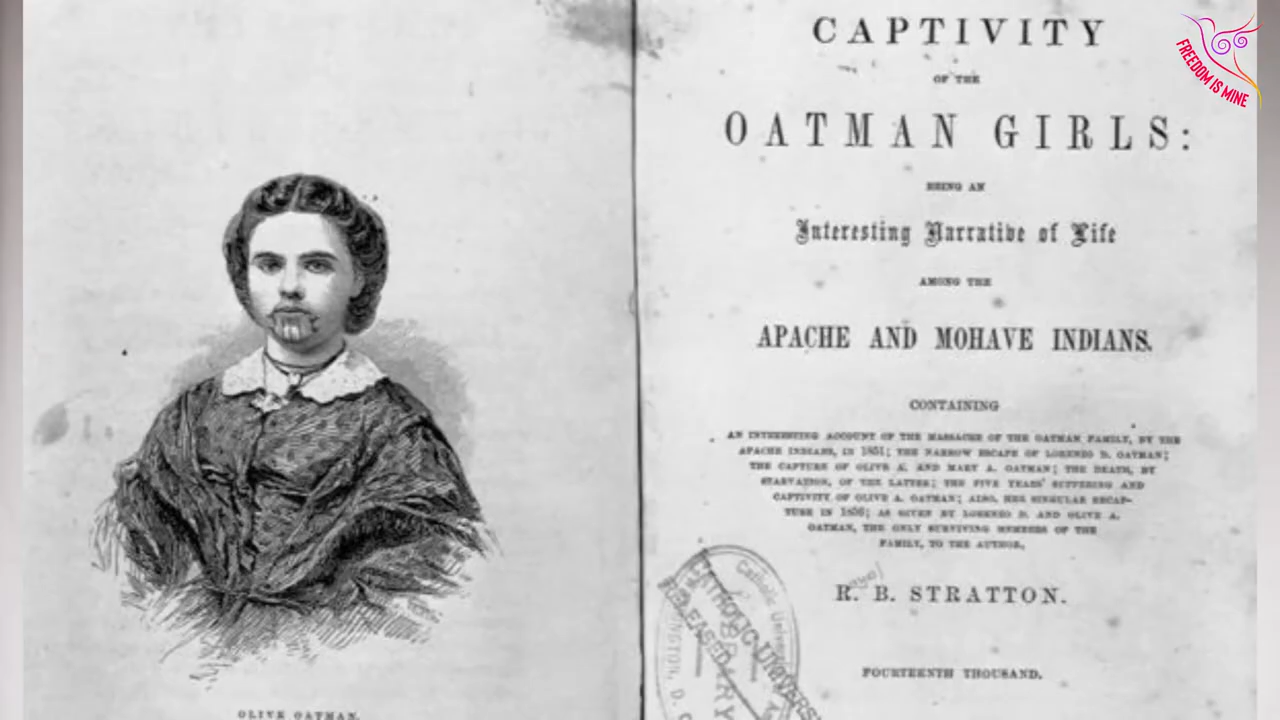 OLIVE OATMAN.
CAPTIVITY
OF THE
OATMAN GIRLS:
BEING AN
Interesting Narrative of Life
AMONG THE
APACHE AND MOHAVE INDIANS.
CONTAINING
AN INTERESTING ACCOUNT OF THE MASSACRE OF THE OATMAN FAMILY, BY THE
APACHE INDIANS, IN 1851; THE NARROW ESCAPE OF LORENZO D. OATMAN;
THE CAPTURE OF OLIVE A. AND MARY A. OATMAN; THE DEATH, BY
STARVATION, OF THE LATTER; THE FIVE YEARS' SUFFERING AND
CAPTIVITY OF OLIVE A. OATMAN; ALSO, HER SINGULAR RECAP-
TURE IN 1856; AS GIVEN BY LORENZO D. AND OLIVE A.
OATMAN, THE ONLY SURVIVING MEMBERS OF THE
FAMILY, TO THE AUTHOR,
R. B. STRATTON.
FOURTEENTH THOUSAND.
Catholic
CATHOLIC UNIVERS
RELEASED
FREEDOM IS MINE